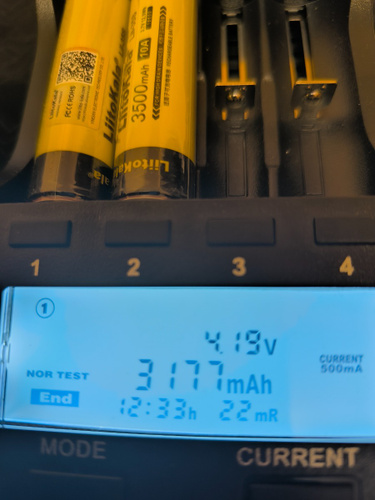 3500mAh
10A
LiitoKala
1 2 3 4
①
4.19v
CURRENT
500mA
NOR TEST
3177mAh
End
12:33h 22mR
MODE
CURRENT